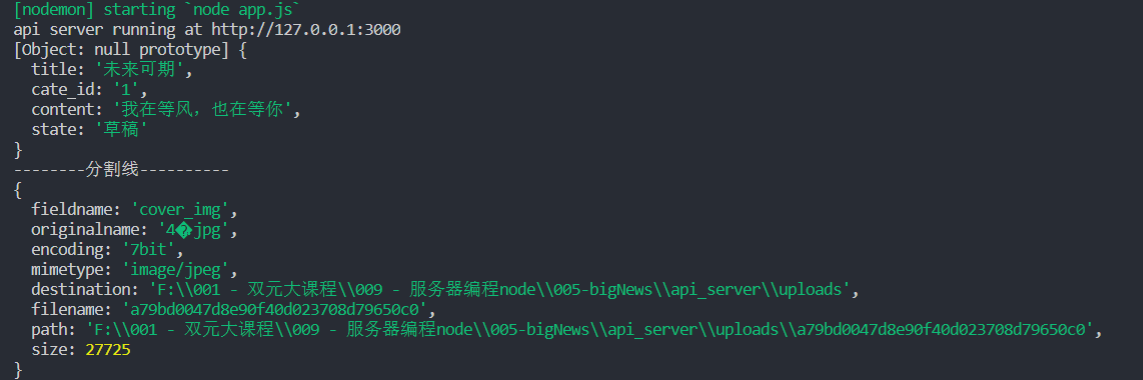 [nodemon] starting `node app.js`
api server running at http://127.0.0.1:3000
[Object: null prototype] {
  title: '未来可期',
  cate_id: '1',
  content: '我在等风，也在等你',
  state: '草稿'
}
--------分割线----------
{
  fieldname: 'cover_img',
  originalname: '4�.jpg',
  encoding: '7bit',
  mimetype: 'image/jpeg',
  destination: 'F:\\001 - 双元大课程\\009 - 服务器编程node\\005-bigNews\\api_server\\uploads',
  filename: 'a79bd0047d8e90f40d023708d79650c0',
  path: 'F:\\001 - 双元大课程\\009 - 服务器编程node\\005-bigNews\\api_server\\uploads\\a79bd0047d8e90f40d023708d79650c0',
  size: 27725
}